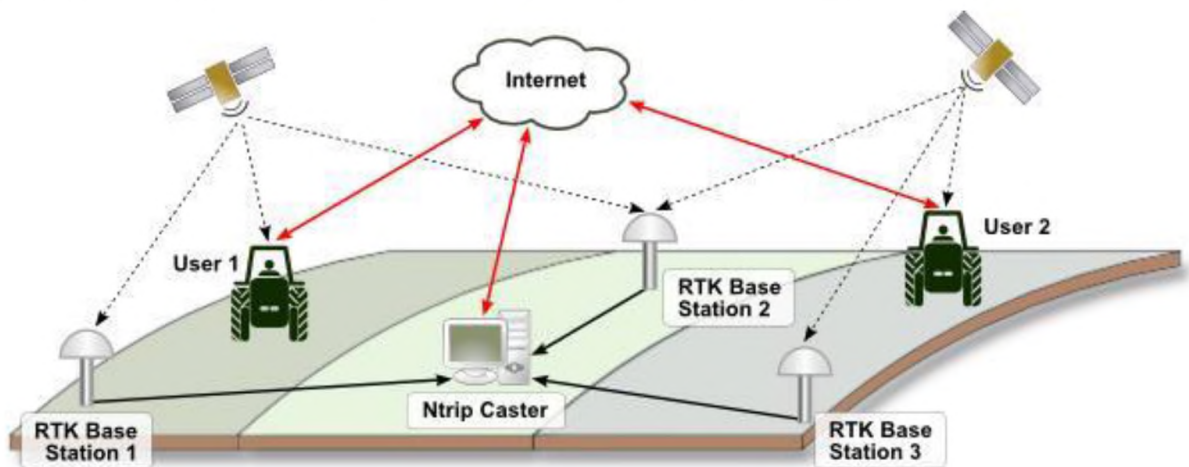 Internet
User 1
User 2
RTK Base
Station 2
Ntrip Caster
RTK Base
Station 1
RTK Base
Station 3